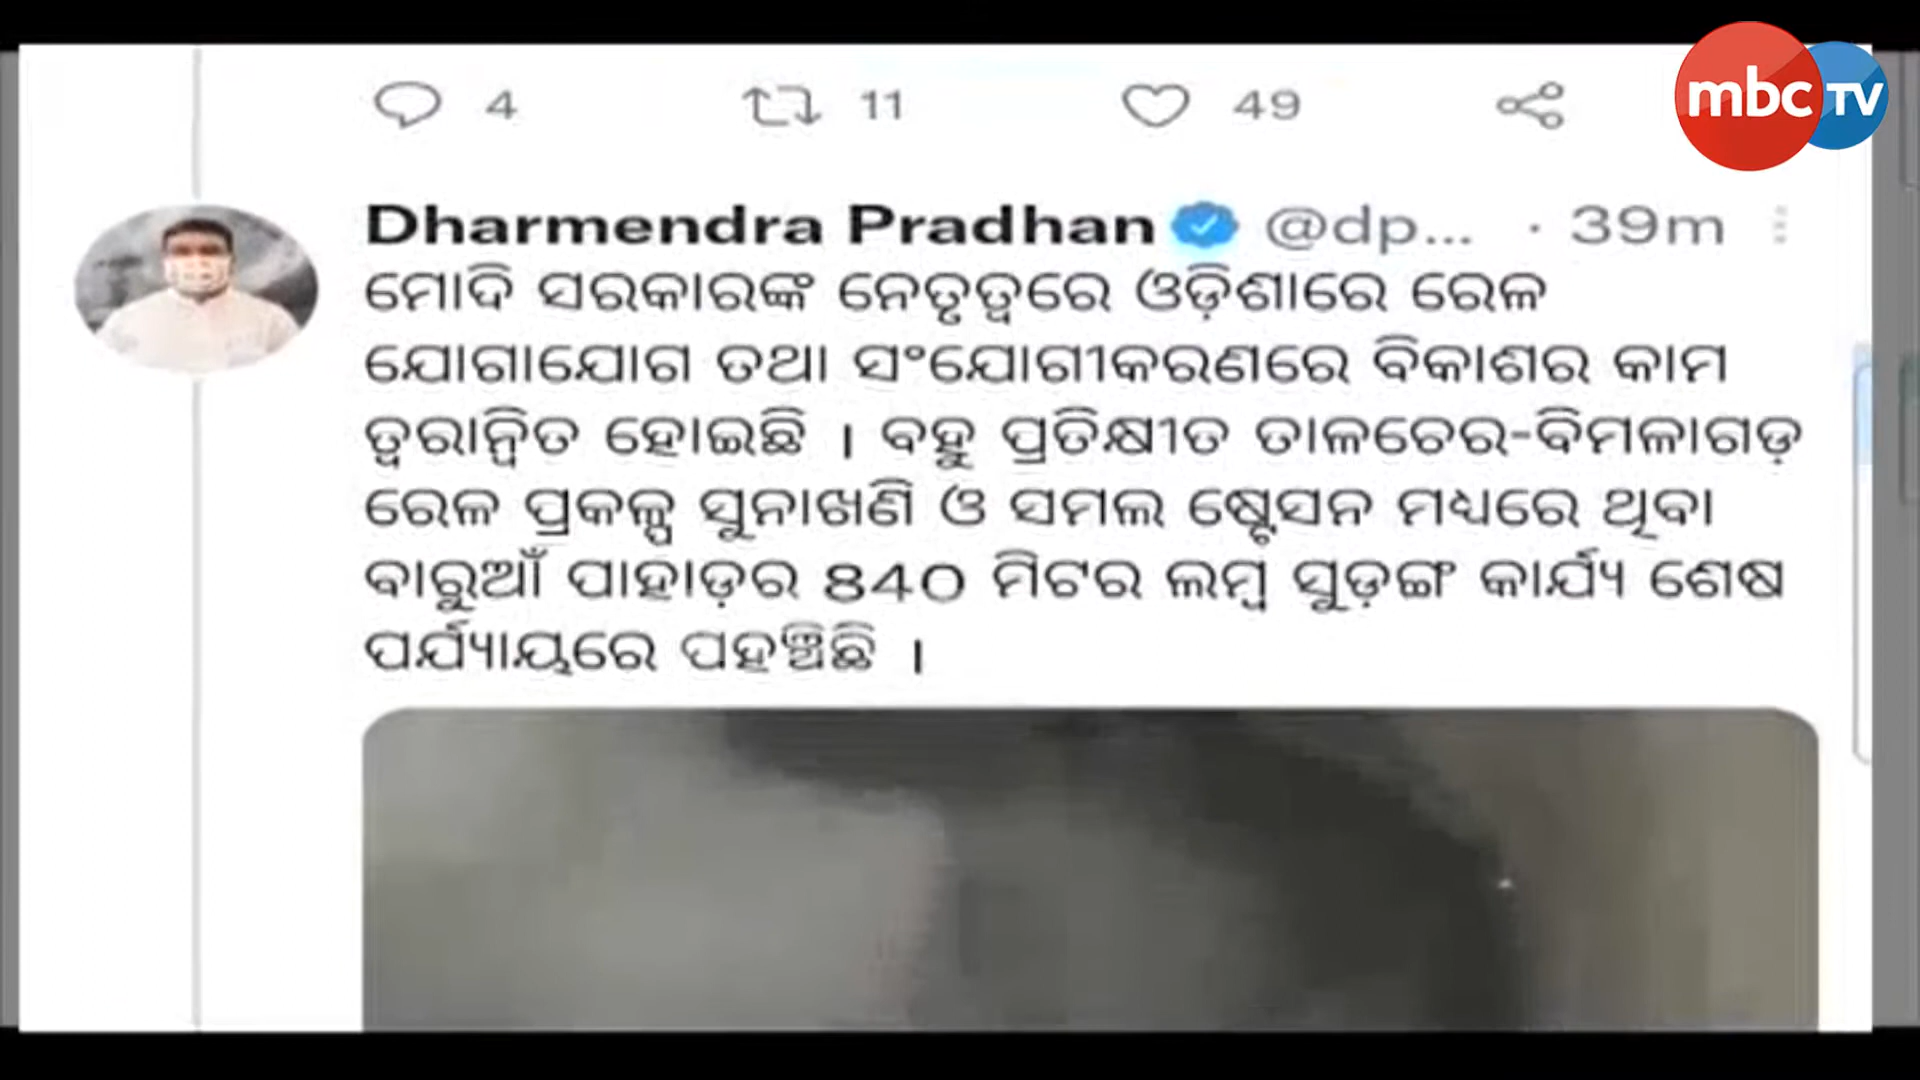 4 11 49
mbc TV
Dharmendra Pradhan @dp... · 39m
ମୋଦି ସରକାରଙ୍କ ନେତୃତ୍ୱରେ ଓଡ଼ିଶାରେ ରେଳ
ଯୋଗାଯୋଗ ତଥା ସଂଯୋଗୀକରଣରେ ବିକାଶର କାମ
ତ୍ୱରାନ୍ୱିତ ହୋଇଛି । ବହୁ ପ୍ରତିକ୍ଷୀତ ତାଳଚେର-ବିମଳାଗଡ଼
ରେଳ ପ୍ରକଳ୍ପ ସୁନାଖଣି ଓ ସମଲ ଷ୍ଟେସନ ମଧ୍ୟରେ ଥିବା
ବାରୁଆଁ ପାହାଡ଼ର 840 ମିଟର ଲମ୍ବ ସୁଡ଼ଙ୍ଗ କାର୍ଯ୍ୟ ଶେଷ
ପର୍ଯ୍ୟାୟରେ ପହଞ୍ଚିଛି ।